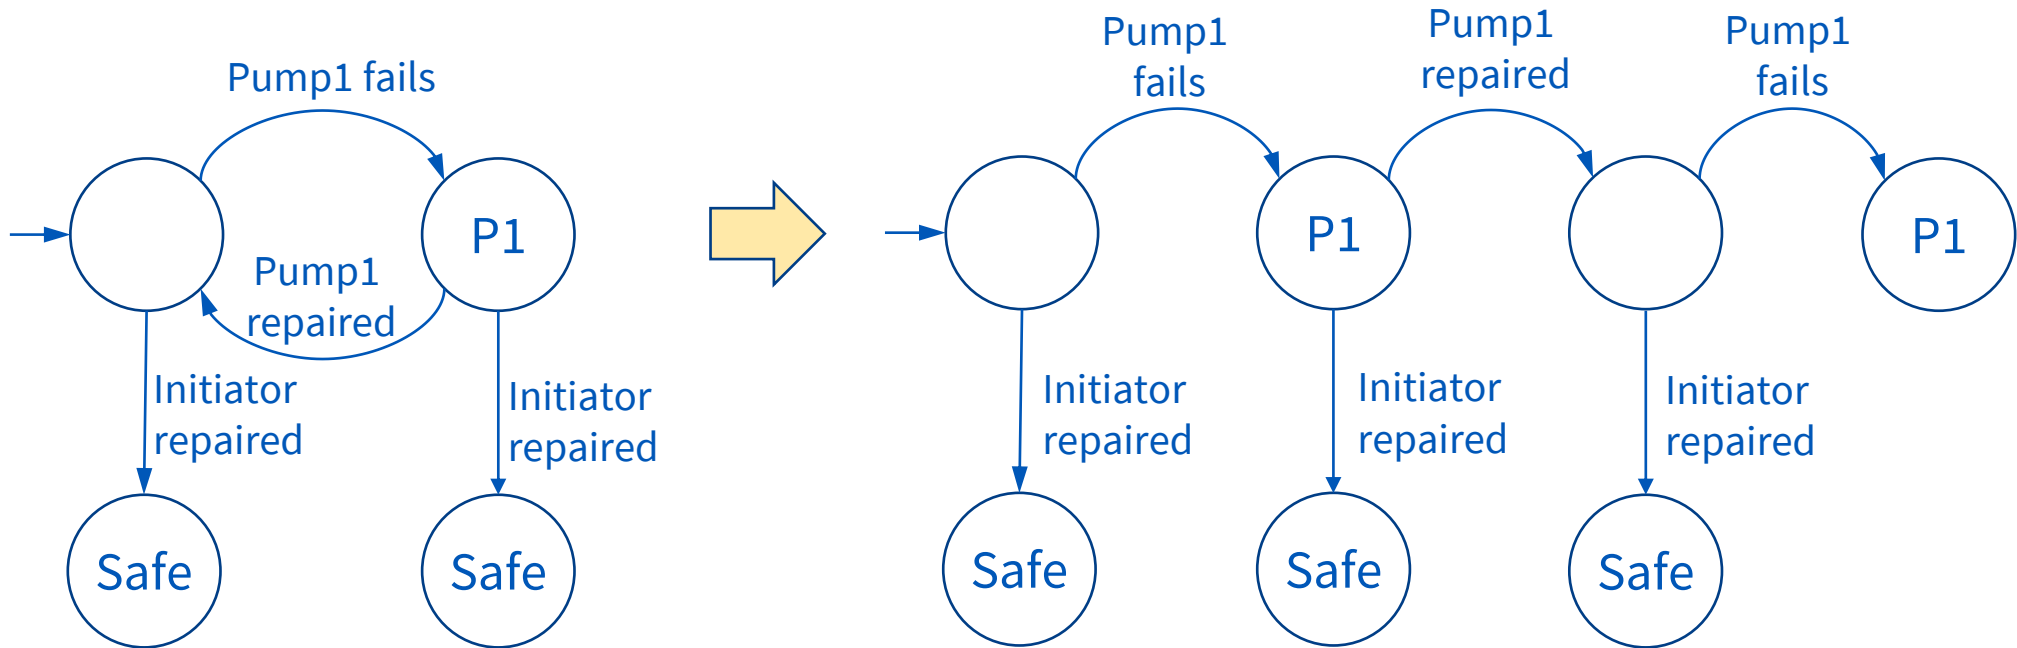 Pump1 fails
P1
Pump1
repaired
Initiator
repaired
Initiator
repaired
Safe
Safe
Pump1
fails
Pump1
repaired
Pump1
fails
P1
P1
Initiator
repaired
Initiator
repaired
Initiator
repaired
Safe
Safe
Safe